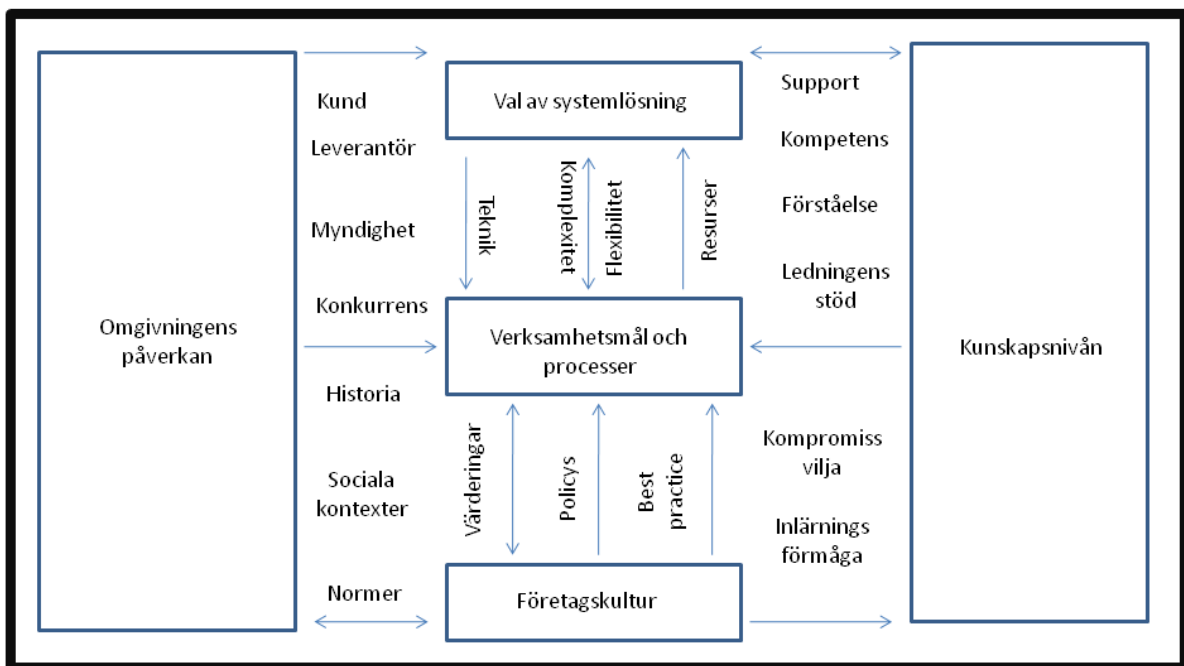 Omgivningens
påverkan
Kund
Leverantör
Myndighet
Konkurrens
Historia
Sociala
kontexter
Normer
Val av systemlösning
Teknik
Komplexitet
Flexibilitet
Resurser
Verksamhetsmål och
processer
Värderingar
Policys
Best
practice
Företagskultur
Support
Kompetens
Förståelse
Ledningens
stöd
Kompromiss
vilja
Inlärnings
förmåga
Kunskapsnivån